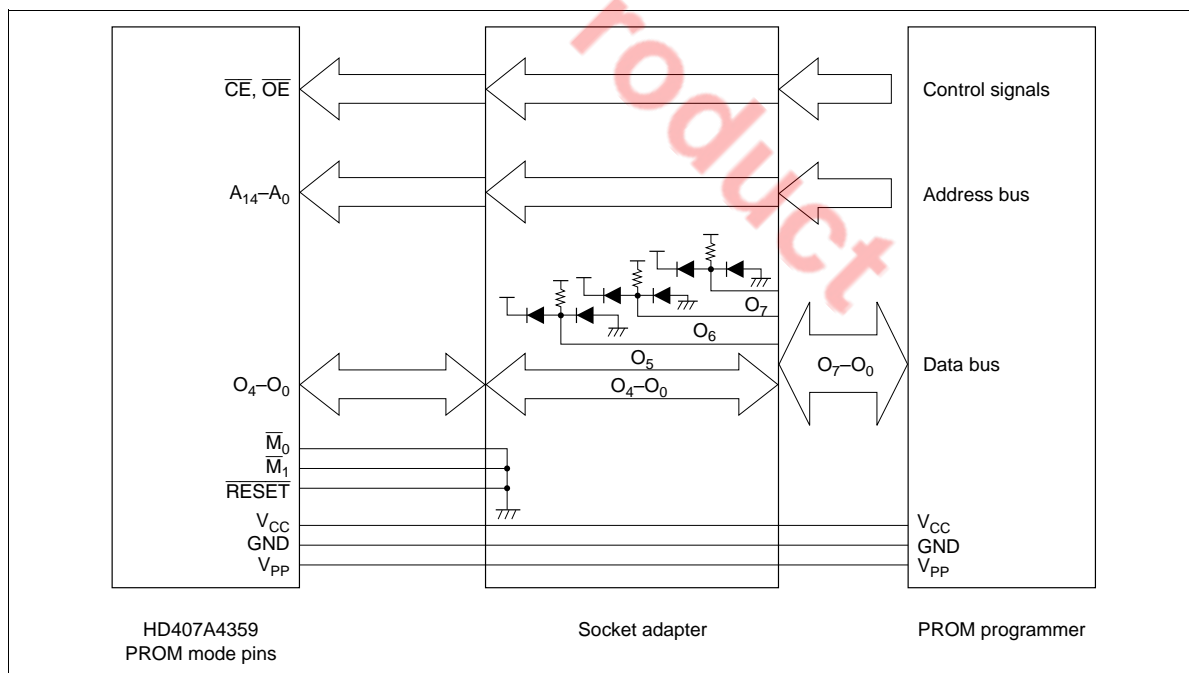 roduct
CE, OE
Control signals
A14–A0
Address bus
O7
O6
O5
O4–O0
O4–O0
O7–O0
Data bus
M0
M1
RESET
VCC
VCC
GND
GND
VPP
VPP
HD407A4359
PROM mode pins
Socket adapter
PROM programmer